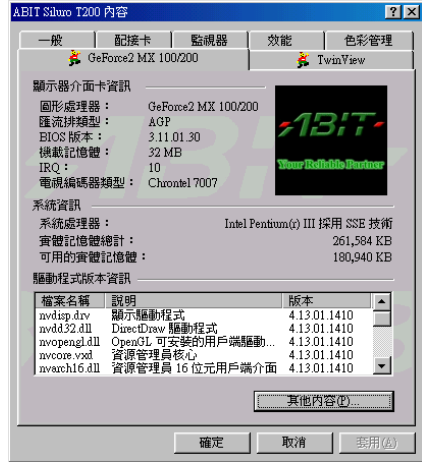 ABIT Siluro T200 內容
一般 配接卡 監視器 效能 色彩管理
GeForce2 MX 100/200 TwinView
顯示器介面卡資訊
圖形處理器： GeForce2 MX 100/200
匯流排類型： AGP
BIOS 版本： 3.11.01.30
機載記憶體： 32 MB
IRQ： 10
電視編碼器類型： Chrontel 7007
ABIT
Your Reliable Partner
系統資訊
系統處理器： Intel Pentium(r) III 採用 SSE 技術
實體記憶體總計： 261,584 KB
可用的實體記憶體： 180,940 KB
驅動程式版本資訊
檔案名稱 說明 版本
nvdisp.drv 顯示驅動程式 4.13.01.1410
nvdd32.dll DirectDraw 驅動程式 4.13.01.1410
nvopengl.dll OpenGL 可安裝的用戶端驅動... 4.13.01.1410
nvcore.vxd 資源管理員核心 4.13.01.1410
nvarch16.dll 資源管理員 16 位元用戶端介面 4.13.01.1410
其他內容(P)...
確定 取消 套用(A)